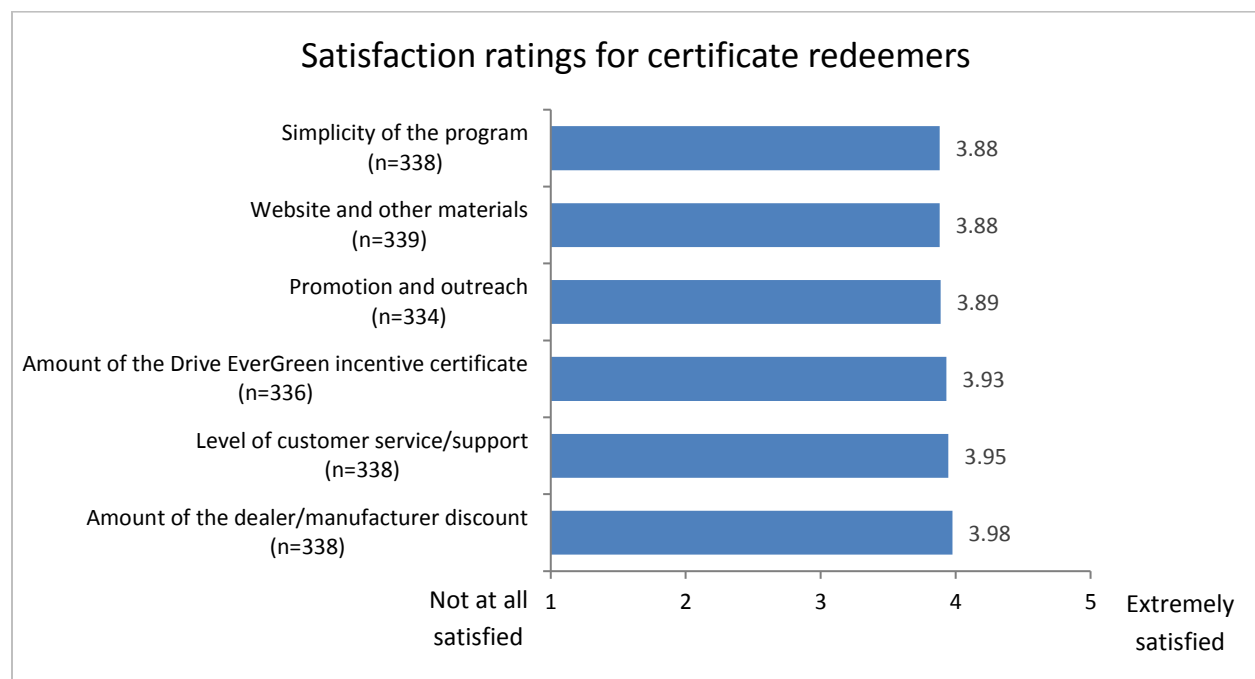 Satisfaction ratings for certificate redeemers
Simplicity of the program
(n=338)
3.88
Website and other materials
(n=339)
3.88
Promotion and outreach
(n=334)
3.89
Amount of the Drive EverGreen incentive certificate
(n=336)
3.93
Level of customer service/support
(n=338)
3.95
Amount of the dealer/manufacturer discount
(n=338)
3.98
Not at all
satisfied
1 2 3 4 5
Extremely
satisfied